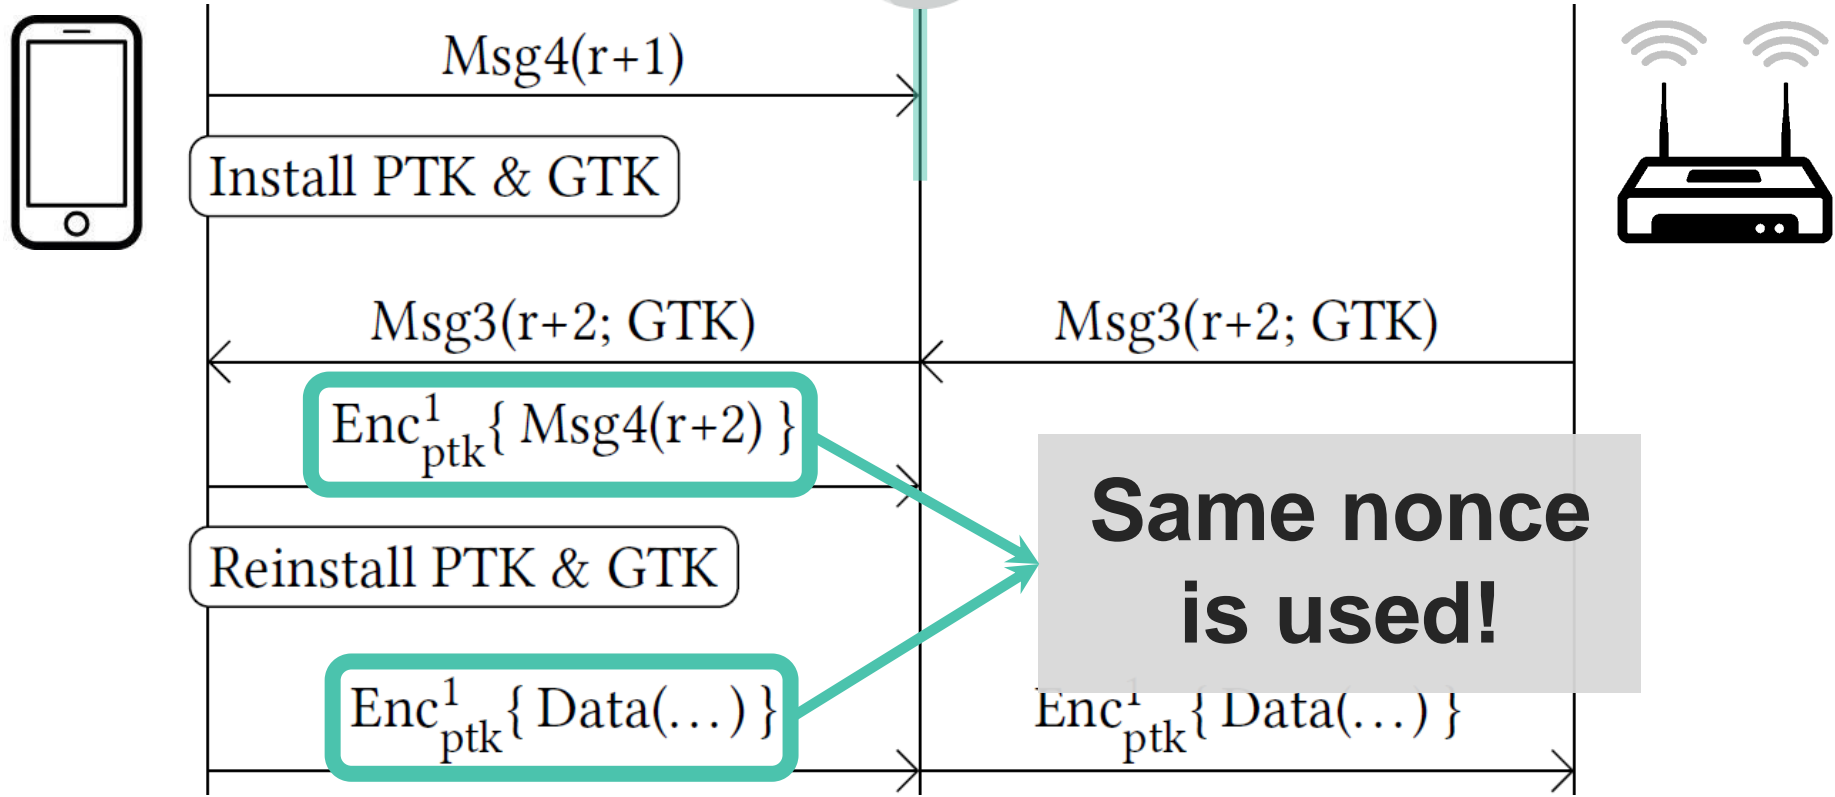 Msg4(r+1)
Install PTK & GTK
Msg3(r+2; GTK)
Msg3(r+2; GTK)
Enc¹ptk{ Msg4(r+2) }
Same nonce
is used!
Reinstall PTK & GTK
Enc¹ptk{ Data(…) }
Enc¹ptk{ Data(…) }